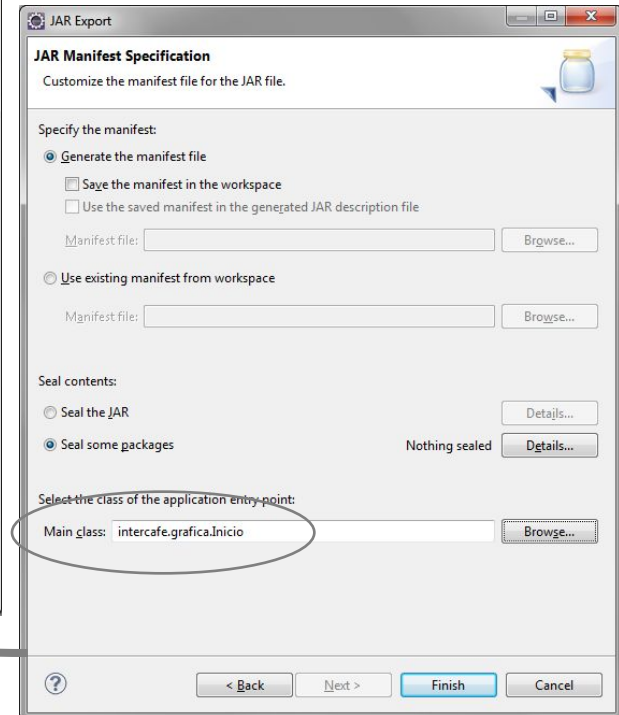 JAR Export
JAR Manifest Specification
Customize the manifest file for the JAR file.
Specify the manifest:
Generate the manifest file
Save the manifest in the workspace
Use the saved manifest in the generated JAR description file
Manifest file: Browse...
Use existing manifest from workspace
Manifest file: Browse...
Seal contents:
Seal the JAR Details...
Seal some packages Nothing sealed Details...
Select the class of the application entry point:
Main class: intercafe.grafica.Inicio Browse...
? < Back Next > Finish Cancel